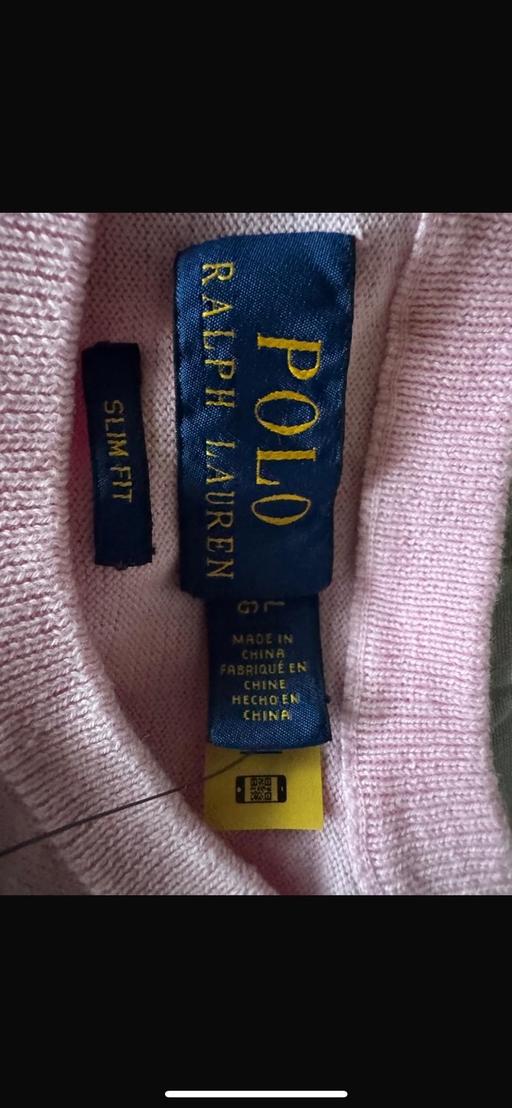 POLO
RALPH LAUREN
SLIM FIT
L
G
MADE IN
CHINA
FABRIQUÉ EN
CHINE
HECHO EN
CHINA